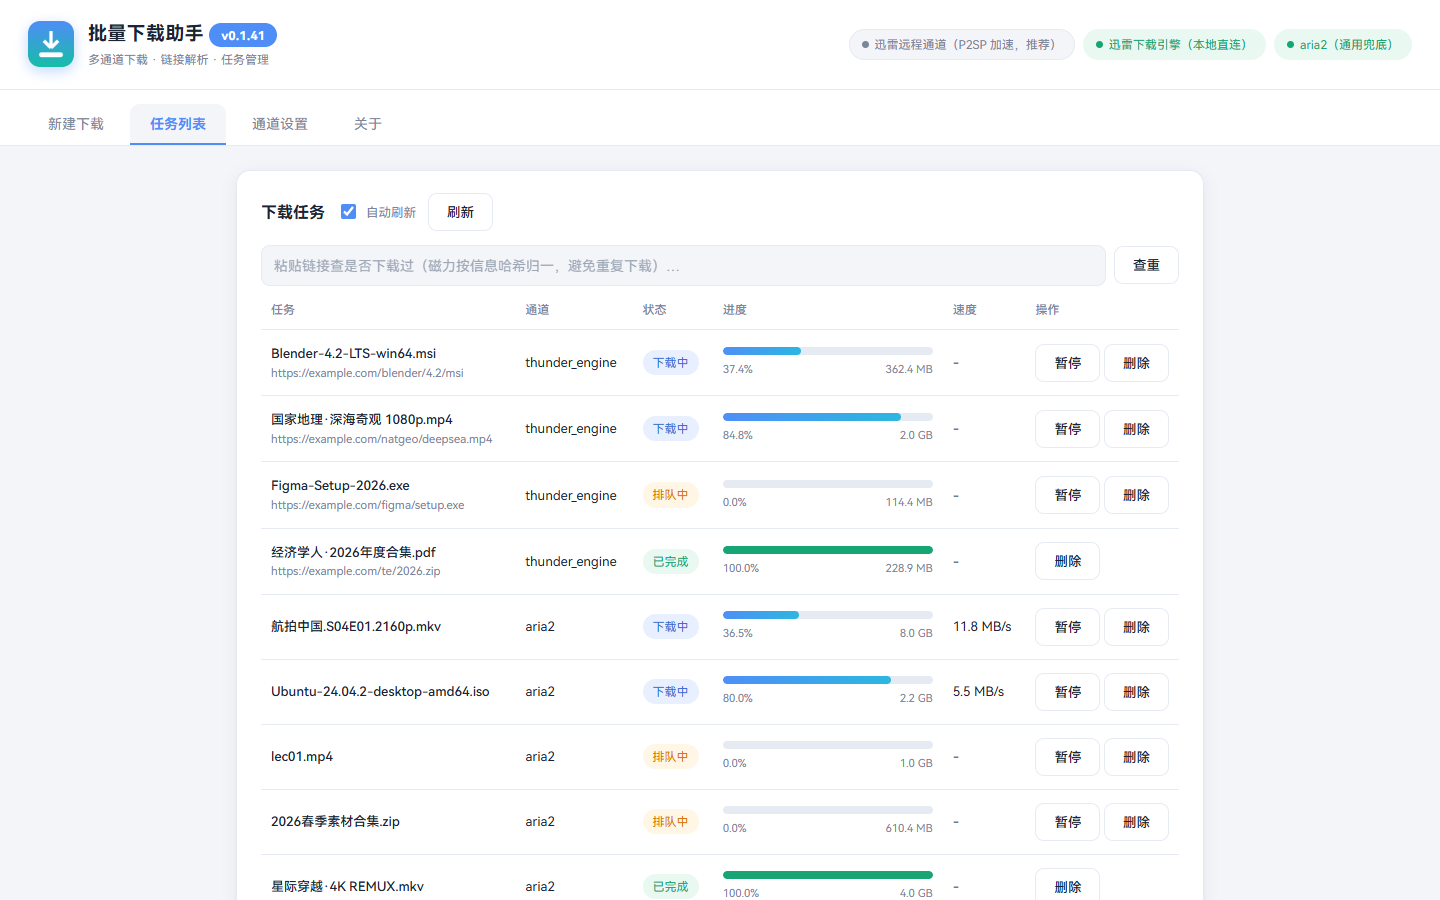 批量下载助手 v0.1.41
多通道下载 · 链接解析 · 任务管理
迅雷远程通道（P2SP 加速，推荐）
迅雷下载引擎（本地直连）
aria2（通用兜底）
新建下载 任务列表 通道设置 关于
下载任务 自动刷新 刷新
粘贴链接查是否下载过（磁力按信息哈希归一，避免重复下载）... 查重
任务 通道 状态 进度 速度 操作
Blender-4.2-LTS-win64.msi
https://example.com/blender/4.2/msi
thunder_engine 下载中 37.4% 362.4 MB - 暂停 删除
国家地理·深海奇观 1080p.mp4
https://example.com/natgeo/deepsea.mp4
thunder_engine 下载中 84.8% 2.0 GB - 暂停 删除
Figma-Setup-2026.exe
https://example.com/figma/setup.exe
thunder_engine 排队中 0.0% 114.4 MB - 暂停 删除
经济学人·2026年度合集.pdf
https://example.com/te/2026.zip
thunder_engine 已完成 100.0% 228.9 MB - 删除
航拍中国.S04E01.2160p.mkv aria2 下载中 36.5% 8.0 GB 11.8 MB/s 暂停 删除
Ubuntu-24.04.2-desktop-amd64.iso aria2 下载中 80.0% 2.2 GB 5.5 MB/s 暂停 删除
lec01.mp4 aria2 排队中 0.0% 1.0 GB - 暂停 删除
2026春季素材合集.zip aria2 排队中 0.0% 610.4 MB - 暂停 删除
星际穿越·4K REMUX.mkv aria2 已完成 100.0% 4.0 GB - 删除